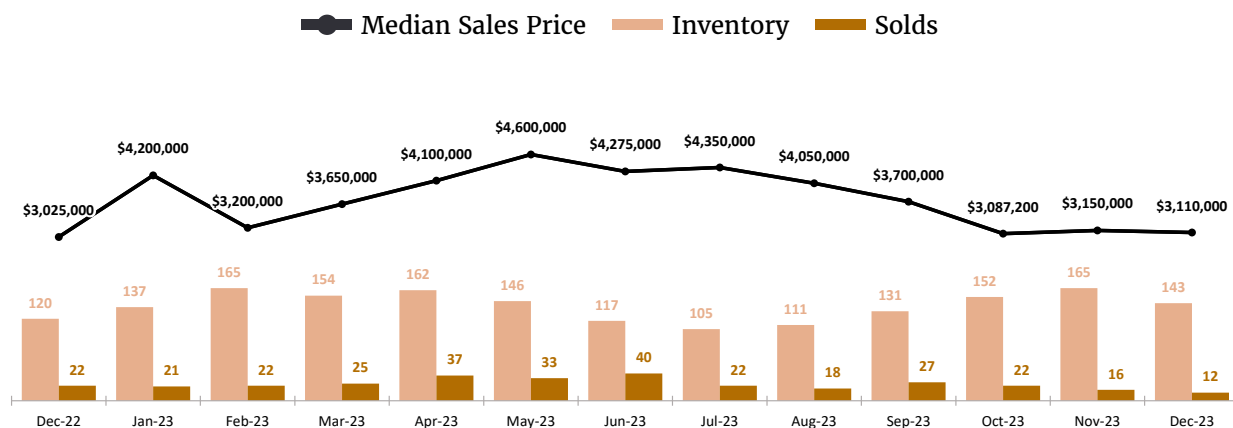 Median Sales Price Inventory Solds
$4,600,000
$4,200,000 $4,275,000 $4,350,000
$4,100,000 $4,050,000
$3,650,000 $3,700,000
$3,025,000 $3,200,000 $3,087,200 $3,150,000 $3,110,000
120 137 165 154 162 146 117 105 111 131 152 165 143
22 21 22 25 37 33 40 22 18 27 22 16 12
Dec-22 Jan-23 Feb-23 Mar-23 Apr-23 May-23 Jun-23 Jul-23 Aug-23 Sep-23 Oct-23 Nov-23 Dec-23